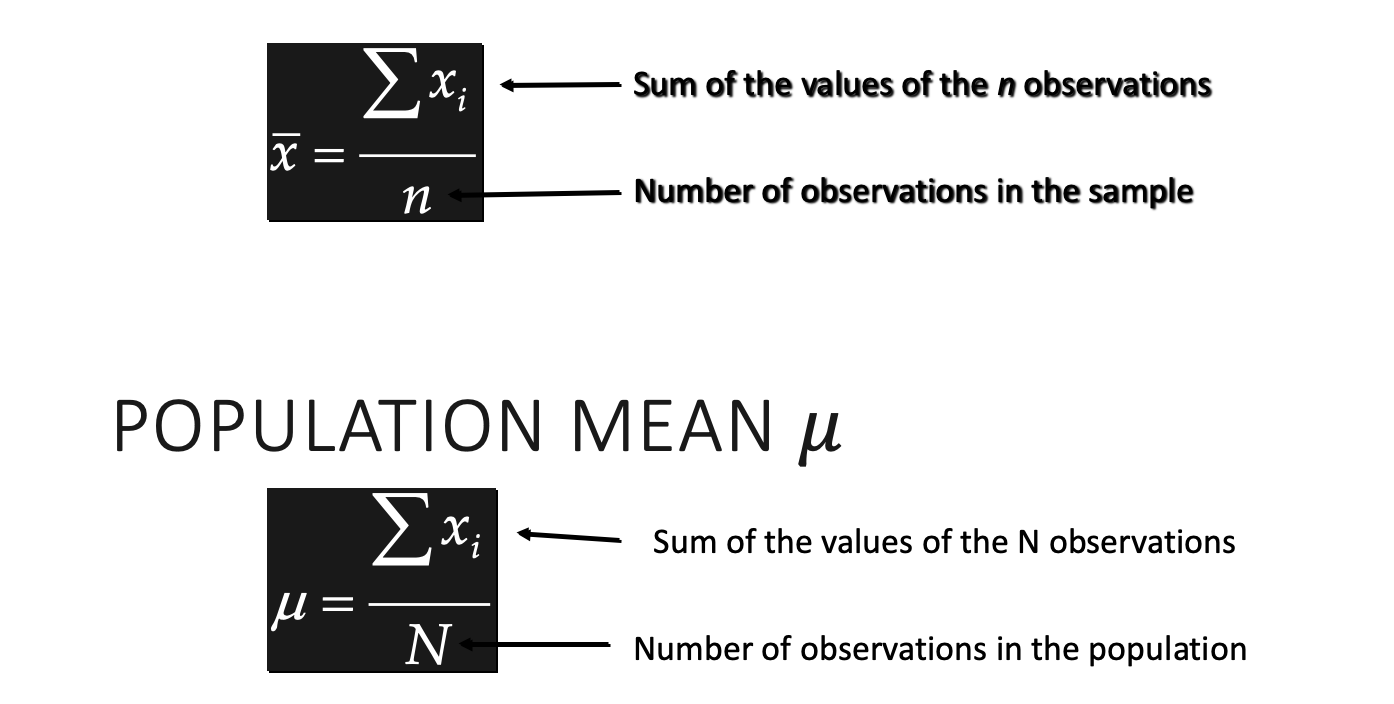 x̄ = ∑xᵢ / n
Sum of the values of the n observations
Number of observations in the sample
POPULATION MEAN μ
μ = ∑xᵢ / N
Sum of the values of the N observations
Number of observations in the population